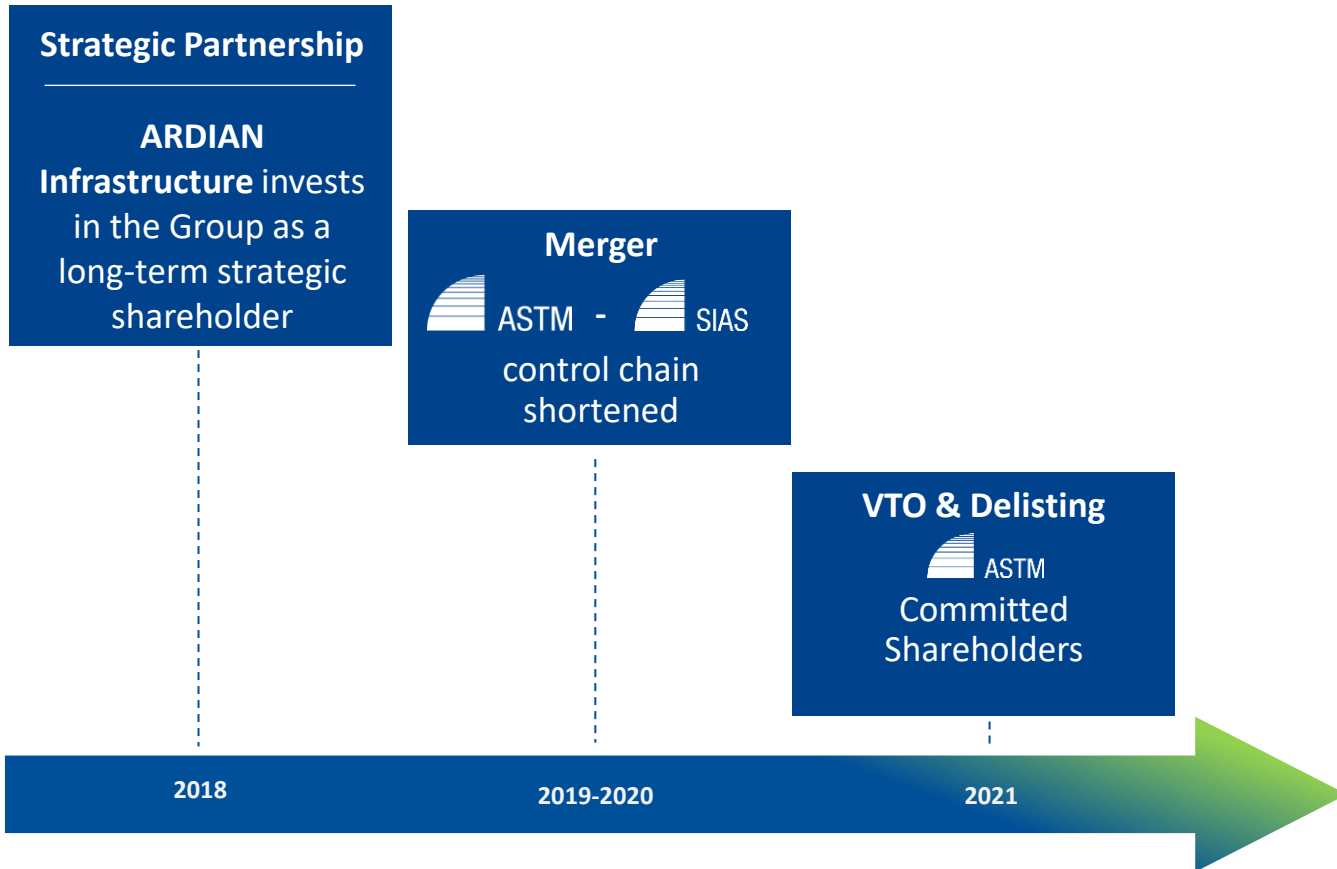 Strategic Partnership
ARDIAN
Infrastructure invests
in the Group as a
long-term strategic
shareholder
Merger
ASTM - SIAS
control chain
shortened
VTO & Delisting
ASTM
Committed
Shareholders
2018
2019-2020
2021